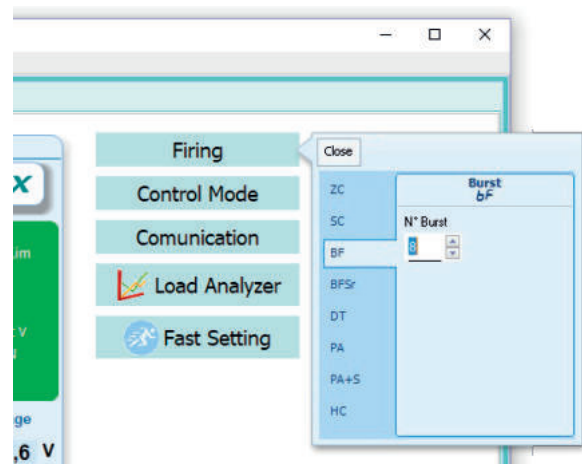 x
im
V
ge
,6 V
Firing
Control Mode
Comunication
Load Analyzer
Fast Setting
Close
ZC
SC
BF
BFSr
DT
PA
PA+S
HC
Burst
bF
N° Burst
8